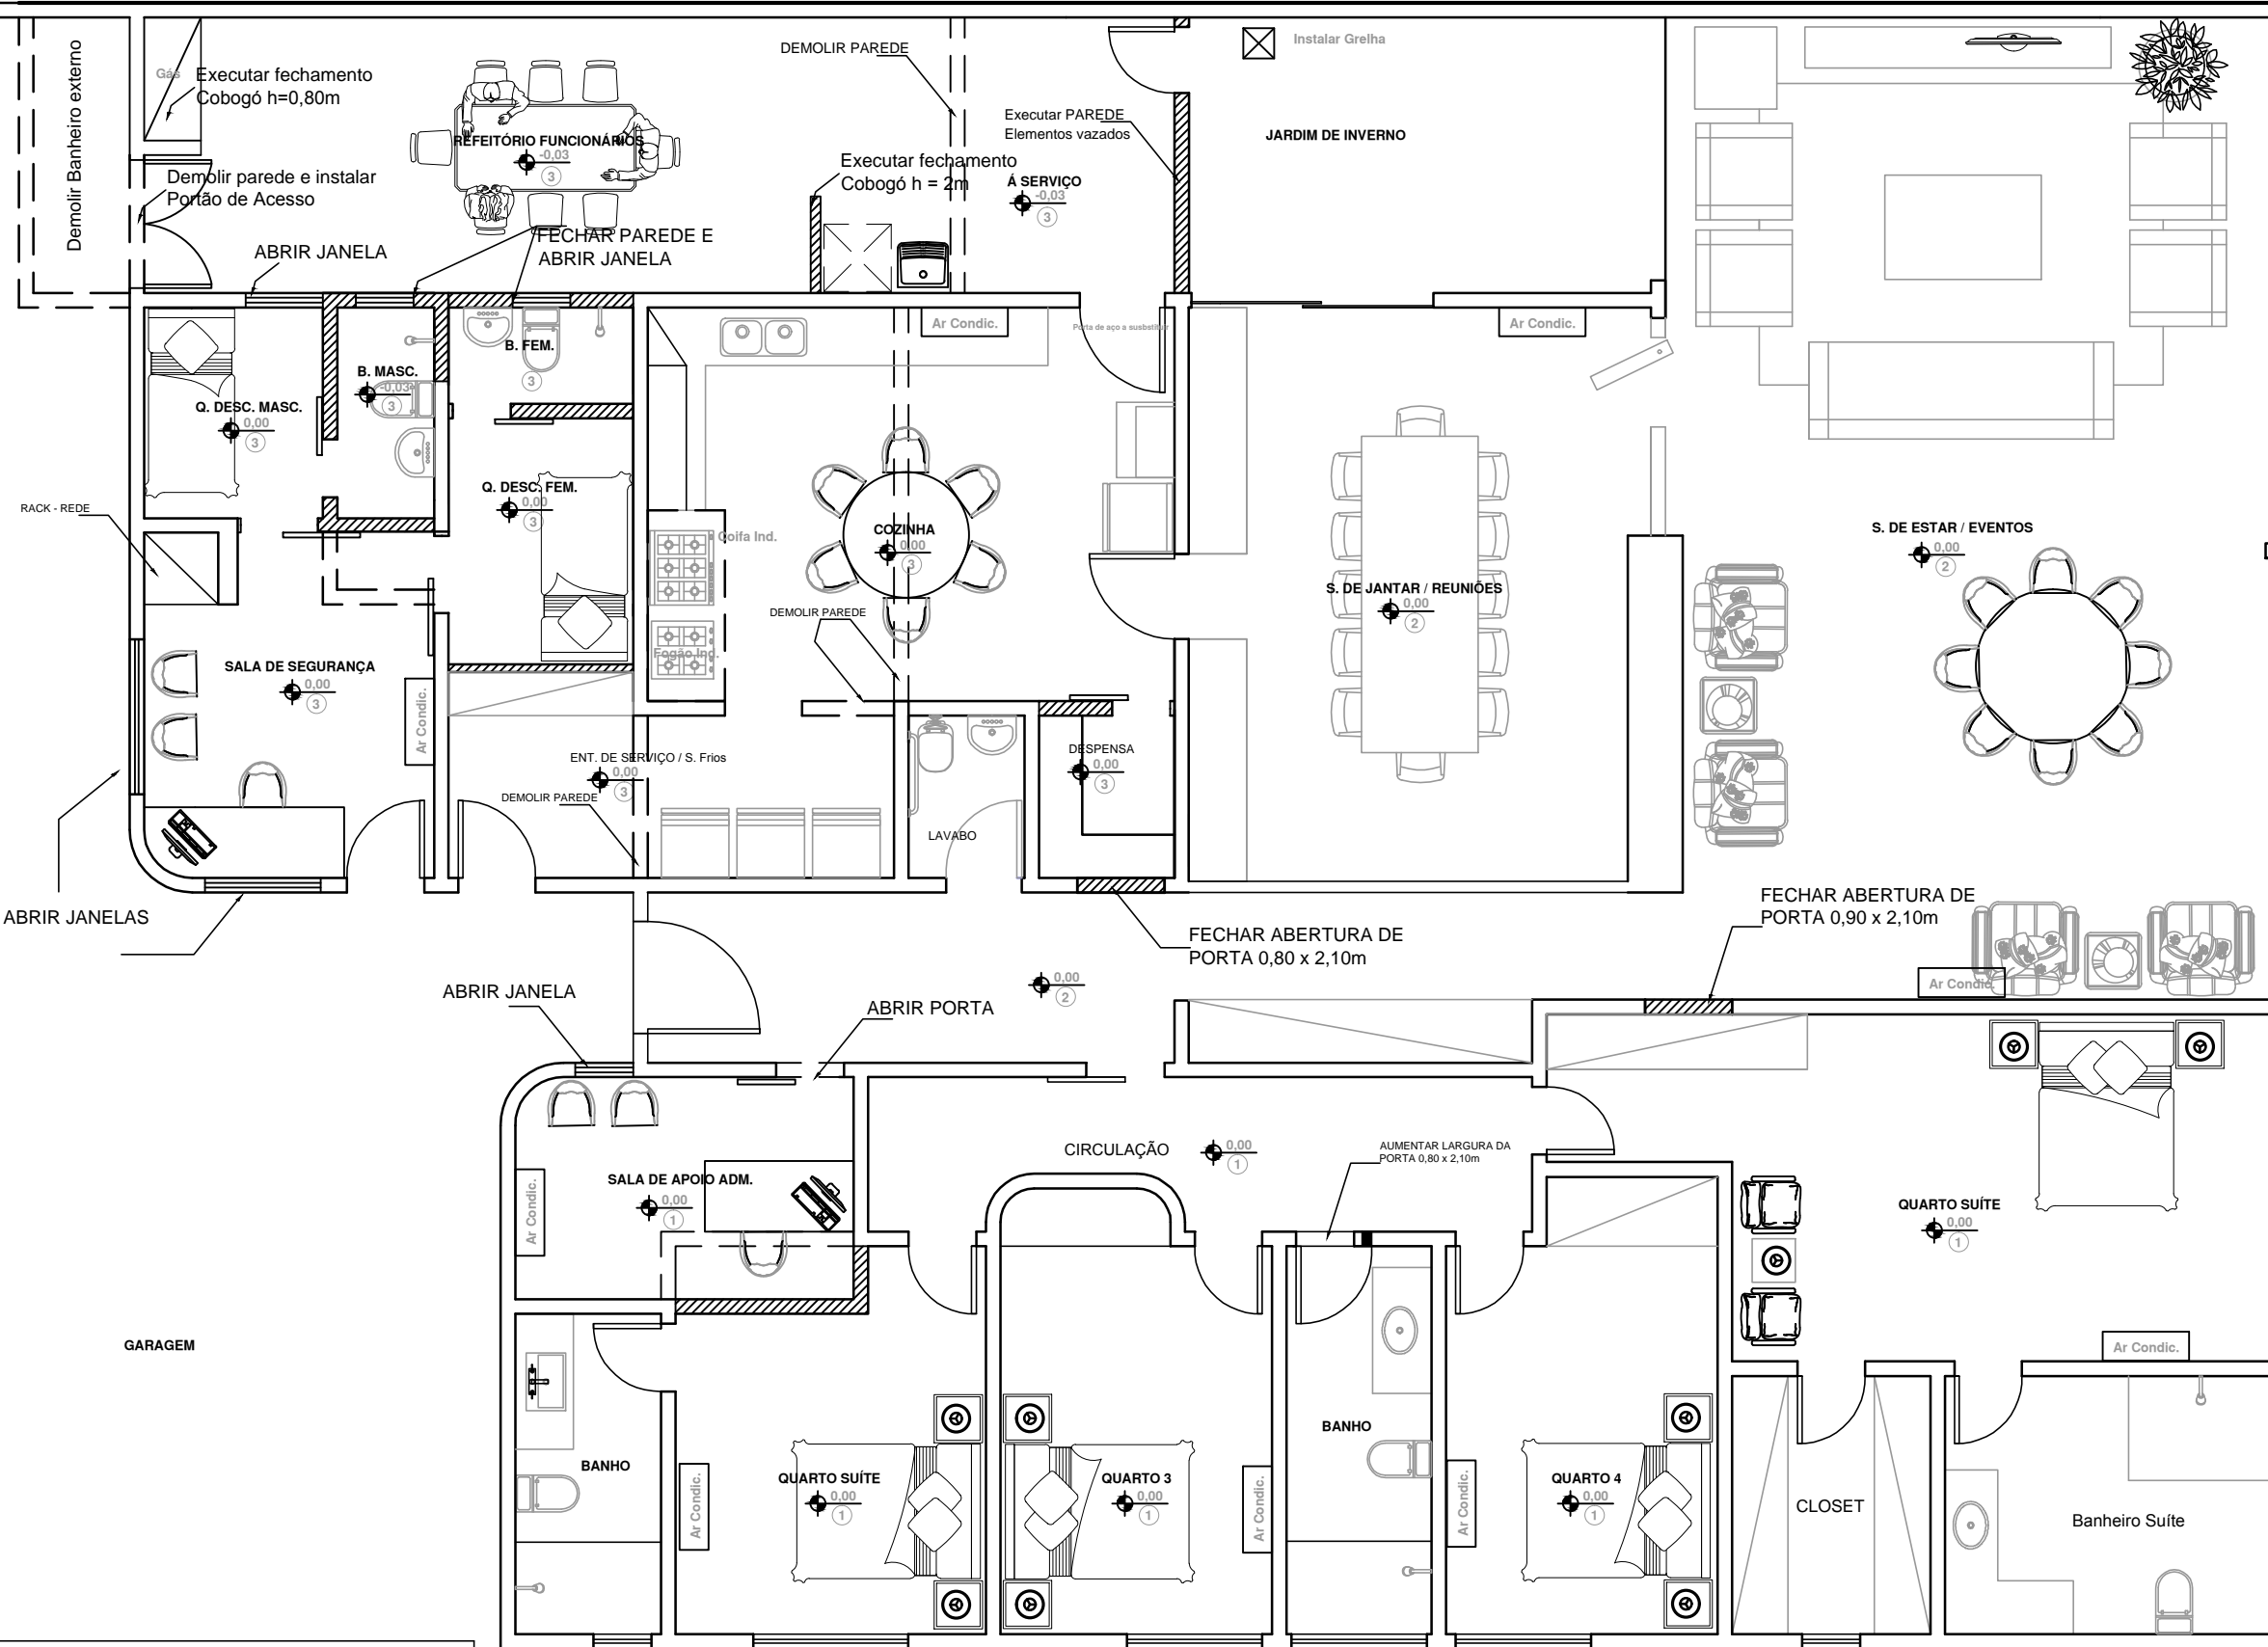 Demolir Banheiro externo
Gás
Executar fechamento
Cobogó h=0,80m
Demolir parede e instalar
Portão de Acesso
REFEITÓRIO FUNCIONÁRIOS
-0,03
3
DEMOLIR PAREDE
Executar PAREDE
Elementos vazados
Executar fechamento
Cobogó h = 2m
Á SERVIÇO
-0,03
3
Instalar Grelha
JARDIM DE INVERNO
ABRIR JANELA
FECHAR PAREDE E
ABRIR JANELA
Ar Condic.
Porta de aço a susbstituir
Ar Condic.
B. FEM.
3
B. MASC.
-0,03
3
Q. DESC. MASC.
0,00
3
Q. DESC. FEM.
0,00
3
RACK - REDE
Coifa Ind.
COZINHA
0,00
3
S. DE ESTAR / EVENTOS
0,00
2
S. DE JANTAR / REUNIÕES
0,00
2
DEMOLIR PAREDE
Fogão Ind.
SALA DE SEGURANÇA
0,00
3
Ar Condic.
ENT. DE SERVIÇO / S. Frios
0,00
3
DEMOLIR PAREDE
DESPENSA
0,00
3
LAVABO
ABRIR JANELAS
FECHAR ABERTURA DE
PORTA 0,80 x 2,10m
FECHAR ABERTURA DE
PORTA 0,90 x 2,10m
Ar Condic.
0,00
2
ABRIR JANELA
ABRIR PORTA
CIRCULAÇÃO
0,00
1
AUMENTAR LARGURA DA
PORTA 0,80 x 2,10m
SALA DE APOIO ADM.
0,00
1
Ar Condic.
QUARTO SUÍTE
0,00
1
GARAGEM
Ar Condic.
BANHO
BANHO
QUARTO SUÍTE
0,00
1
Ar Condic.
QUARTO 3
0,00
1
Ar Condic.
QUARTO 4
0,00
1
Ar Condic.
CLOSET
Banheiro Suíte